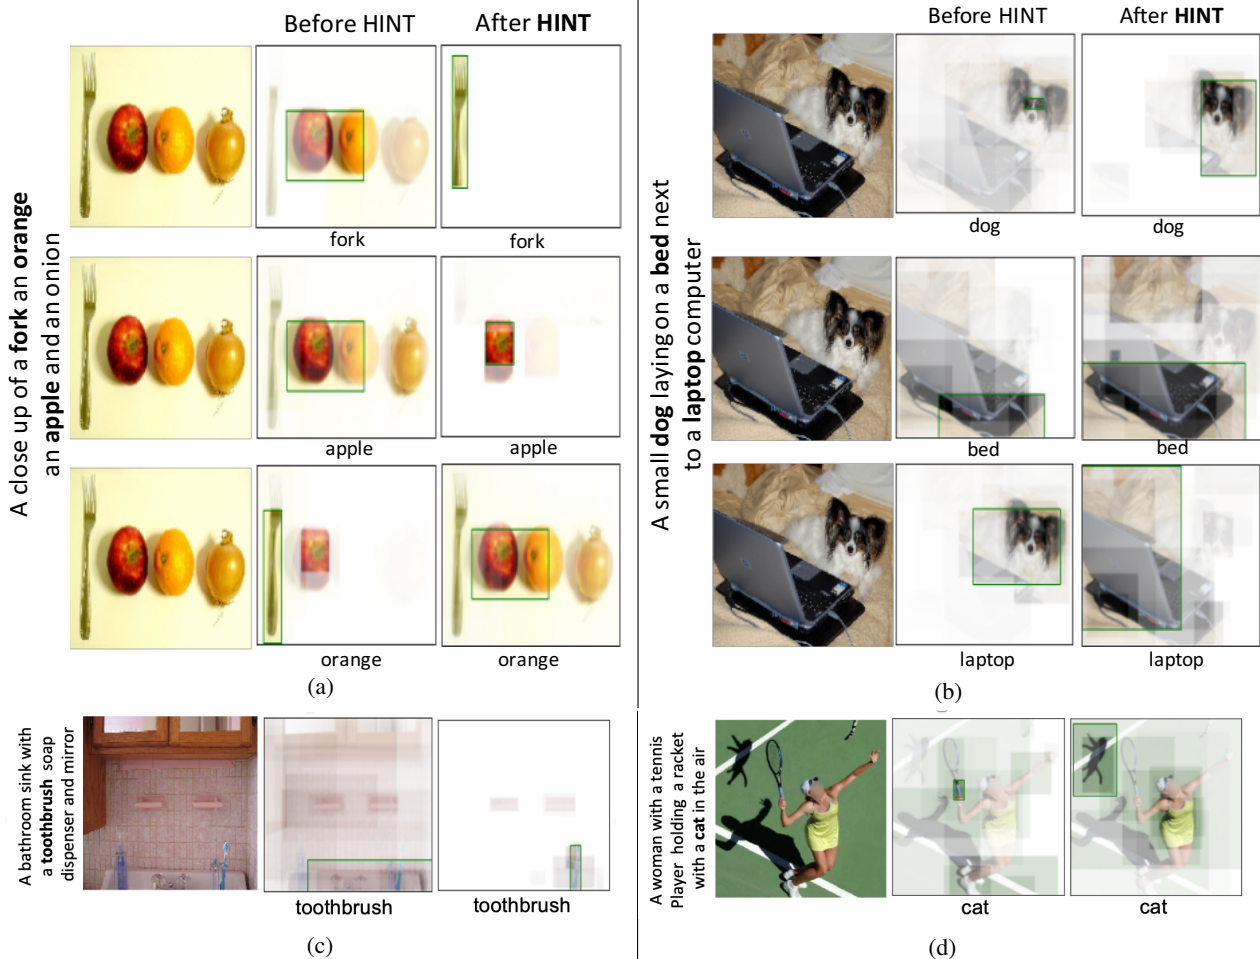 Before HINT
After HINT
A close up of a fork an orange
an apple and an onion
fork
fork
apple
apple
orange
orange
(a)
Before HINT
After HINT
A small dog laying on a bed next
to a laptop computer
dog
dog
bed
bed
laptop
laptop
(b)
A bathroom sink with
a toothbrush soap
dispenser and mirror
toothbrush
toothbrush
(c)
A woman with a tennis
Player holding a racket
with a cat in the air
cat
cat
(d)